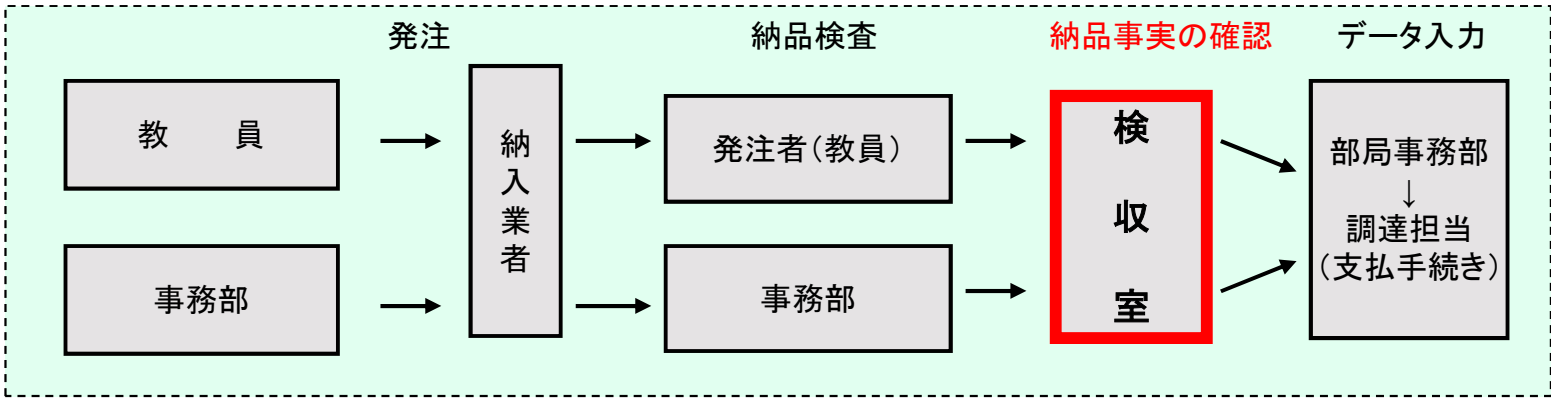 発注
納品検査
納品事実の確認
データ入力
教　　員
納入業者
発注者(教員)
検収室
部局事務部
↓
調達担当
(支払手続き)
事務部
事務部